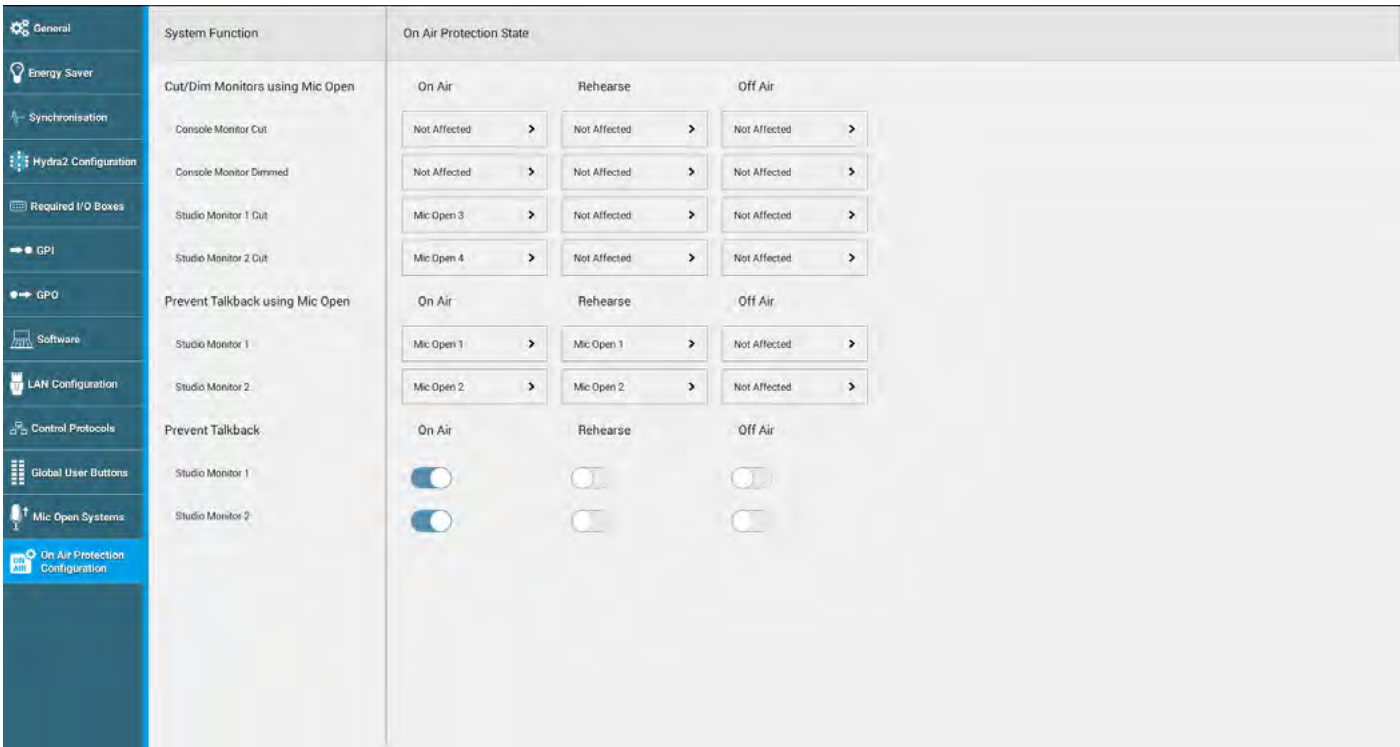 General
Energy Saver
Synchronisation
Hydra2 Configuration
Required I/O Boxes
GPI
GPO
Software
LAN Configuration
Control Protocols
Global User Buttons
Mic Open Systems
ON AIR
On Air Protection
Configuration
System Function On Air Protection State
Cut/Dim Monitors using Mic Open On Air Rehearse Off Air
Console Monitor Cut Not Affected Not Affected Not Affected
Console Monitor Dimmed Not Affected Not Affected Not Affected
Studio Monitor 1 Cut Mic Open 3 Not Affected Not Affected
Studio Monitor 2 Cut Mic Open 4 Not Affected Not Affected
Prevent Talkback using Mic Open On Air Rehearse Off Air
Studio Monitor 1 Mic Open 1 Mic Open 1 Not Affected
Studio Monitor 2 Mic Open 2 Mic Open 2 Not Affected
Prevent Talkback On Air Rehearse Off Air
Studio Monitor 1
Studio Monitor 2